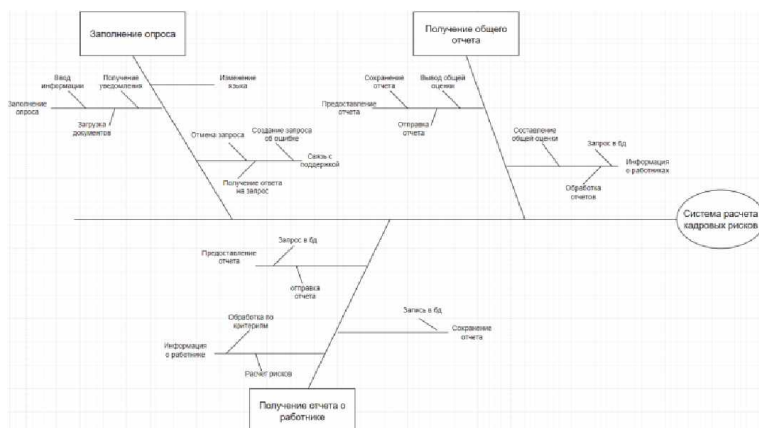 Заполнение опроса
Получение общего
отчета
Ввод
информации
Получение
уведомления
Изменение
языка
Заполнение
опроса
Загрузка
документов
Отмена запроса
Создание запроса
об ошибке
Связь с
поддержкой
Получение ответа
на запрос
Сохранение
отчета
Вывод общей
оценки
Предоставление
отчета
Отправка
отчета
Составление
общей оценки
Запрос в бд
Информация
о работниках
Обработка
отчетов
Система расчета
кадровых рисков
Запрос в бд
Предоставление
отчета
отправка
отчета
Обработка по
критериям
Запись в бд
Сохранение
отчета
Информация
о работнике
Расчет рисков
Получение отчета о
работнике